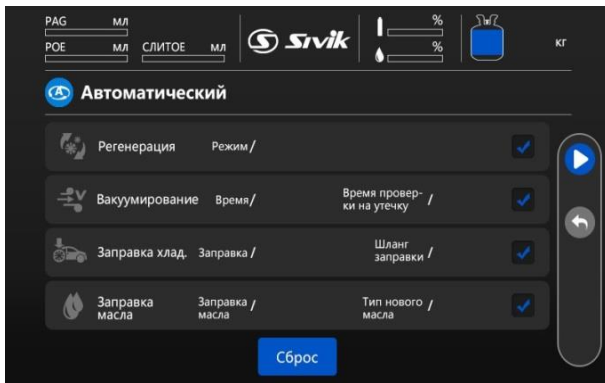 PAG МЛ
POE МЛ СЛИТОЕ МЛ
S Sıvik
%
%
кг
A Автоматический
Регенерация Режим/
Вакуумирование Время/ Время провер-
ки на утечку /
Заправка хлад. Заправка/ Шланг
заправки /
Заправка
масла Заправка
масла / Тип нового
масла /
Сброс